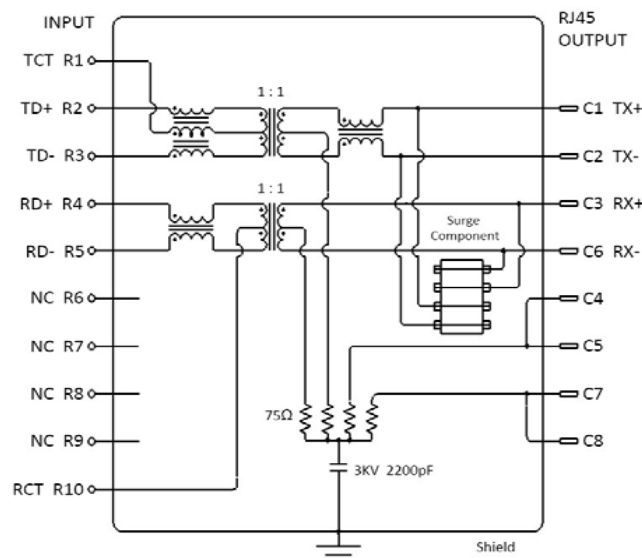 INPUT
RJ45
OUTPUT
TCT R1
1 : 1
TD+ R2
C1 TX+
TD- R3
C2 TX-
1 : 1
RD+ R4
C3 RX+
Surge
Component
RD- R5
C6 RX-
NC R6
C4
NC R7
C5
NC R8
C7
75Ω
NC R9
C8
3KV 2200pF
RCT R10
Shield